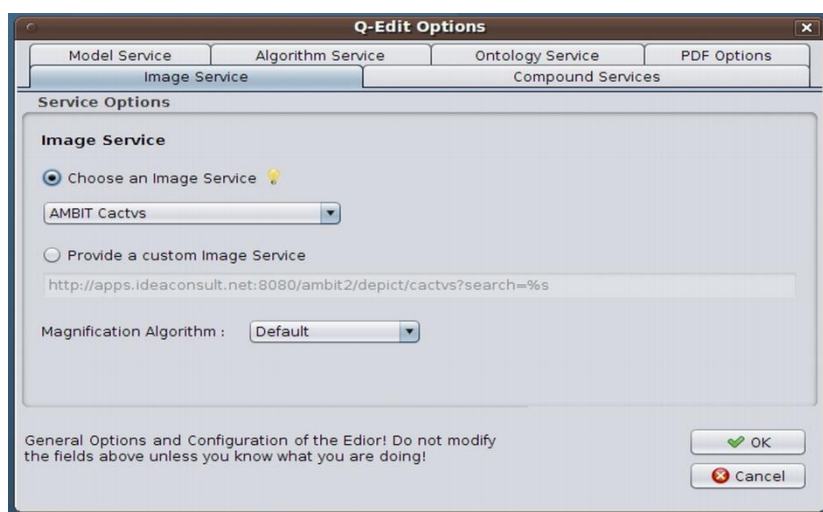 Q-Edit Options
Model Service
Algorithm Service
Ontology Service
PDF Options
Image Service
Compound Services
Service Options
Image Service
Choose an Image Service
AMBIT Cactvs
Provide a custom Image Service
http://apps.ideaconsult.net:8080/ambit2/depict/cactvs?search=%s
Magnification Algorithm :
Default
General Options and Configuration of the Edior! Do not modify
the fields above unless you know what you are doing!
OK
Cancel